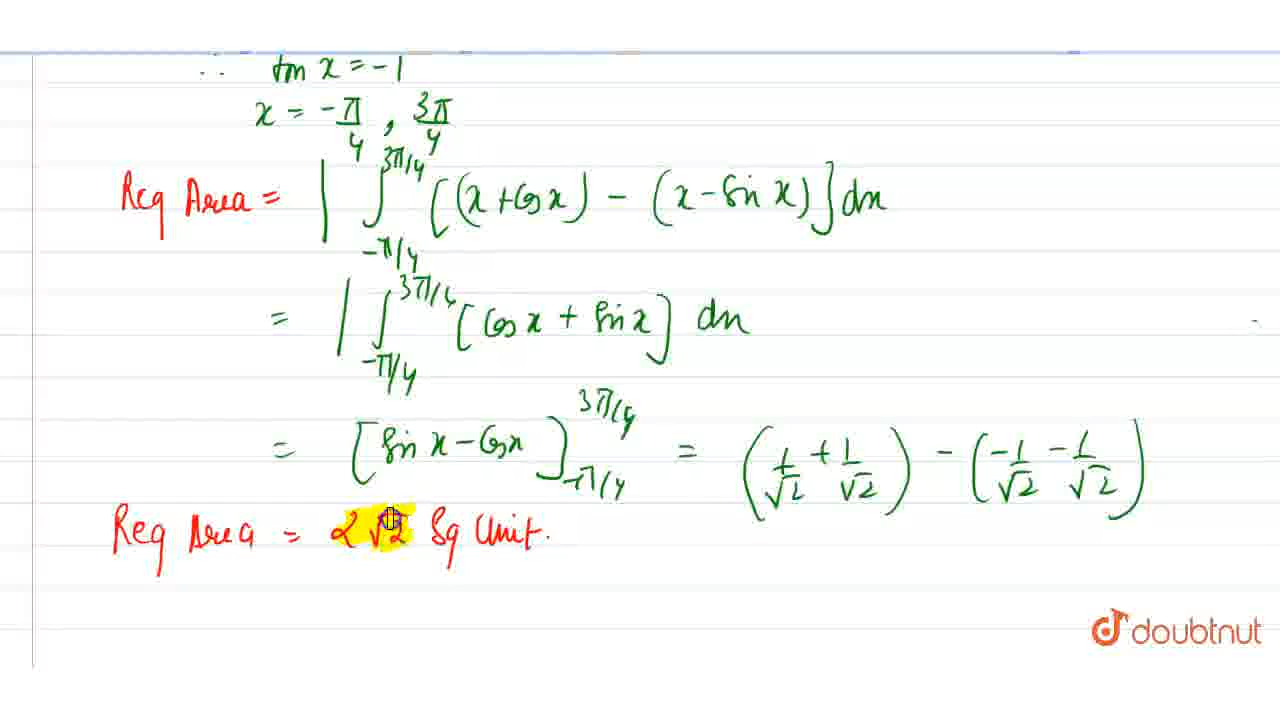 ∴ tan x = -1
x = -π/4 , 3π/4
Req Area = | ∫_{-π/4}^{3π/4} [(x + cos x) - (x - sin x)] dx
= | ∫_{-π/4}^{3π/4} [cos x + sin x] dx
= [sin x - cos x]_{-π/4}^{3π/4} = (1/√2 + 1/√2) - (-1/√2 - 1/√2)
Req Area = 2√2 Sq Unit.
doubtnut